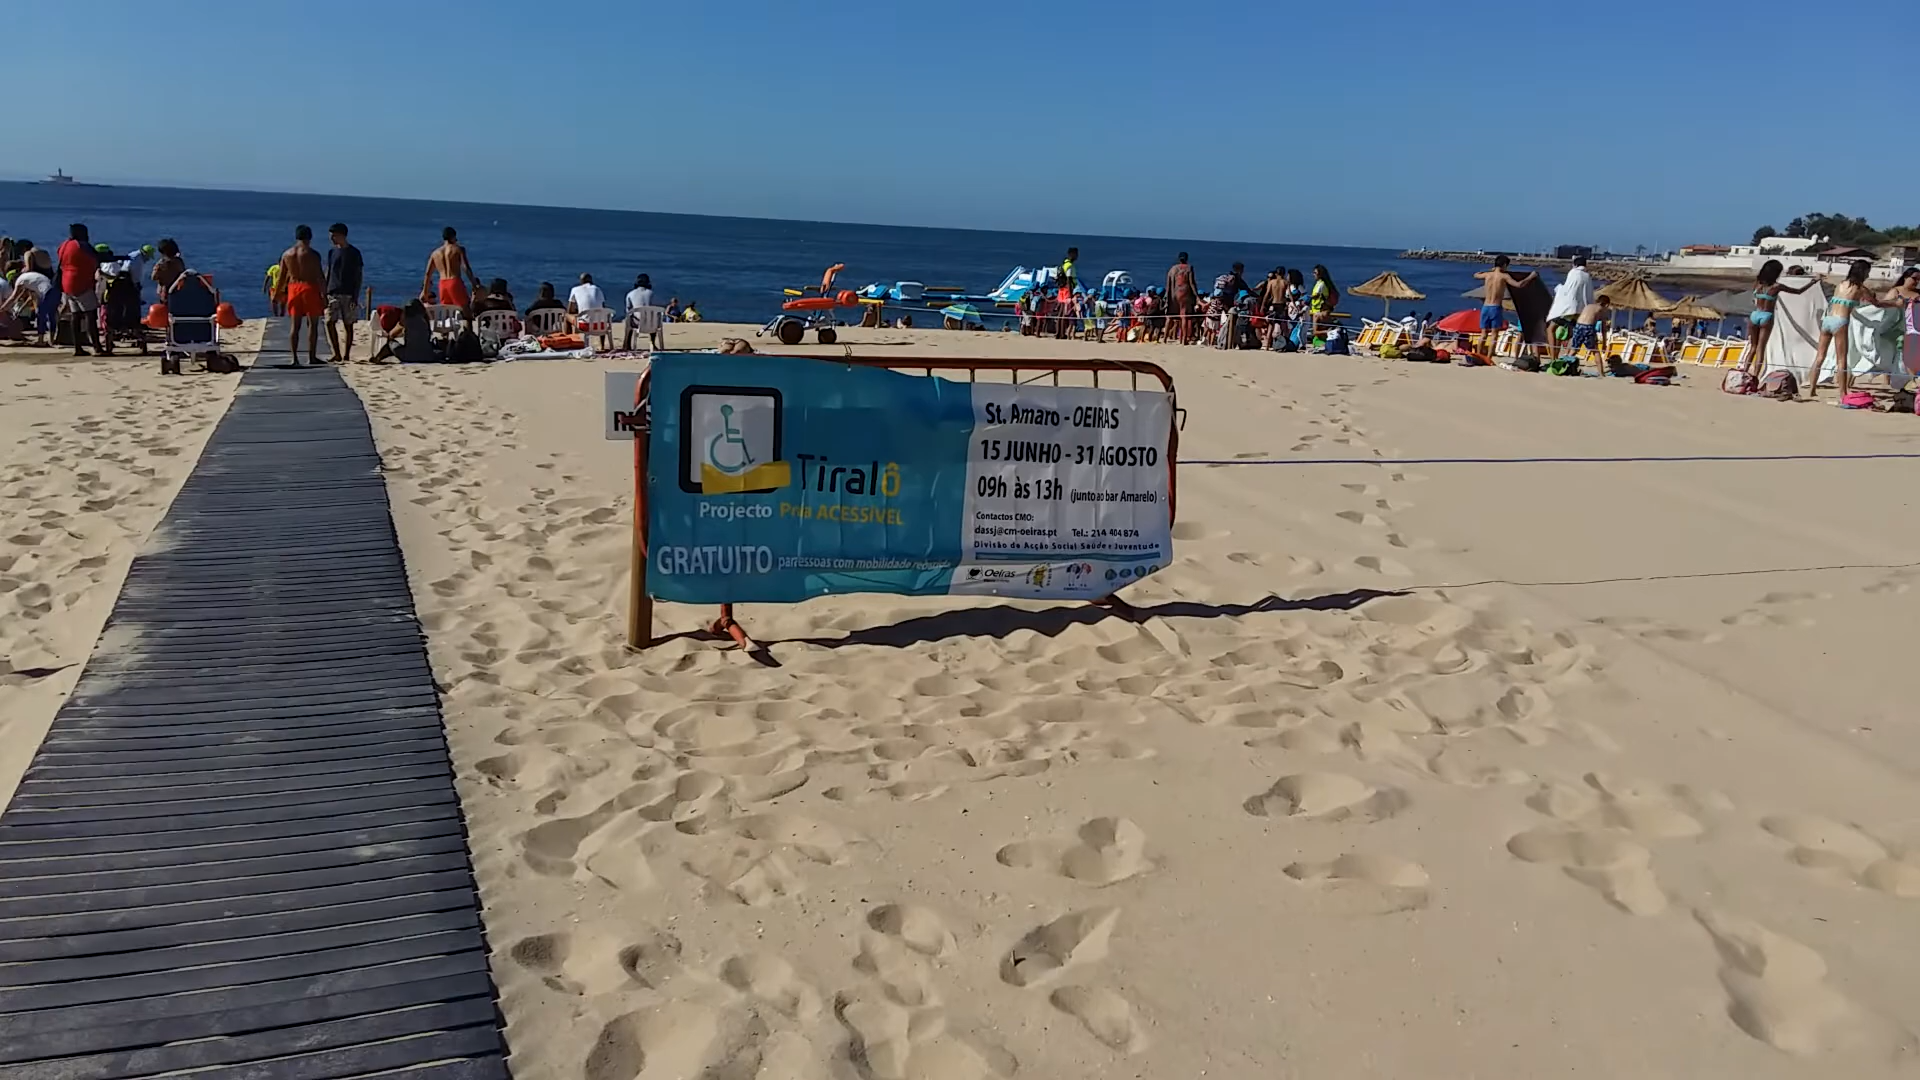 Tiralô
Projecto Praia ACESSÍVEL
GRATUITO pessoas com mobilidade reduzida
St. Amaro - OEIRAS
15 JUNHO - 31 AGOSTO
09h às 13h (junto ao bar Amarelo)
Contactos CMO:
dassj@cm-oeiras.pt Tel.: 214 404 874
Divisão de Acção Social Saúde e Juventude
Oeiras